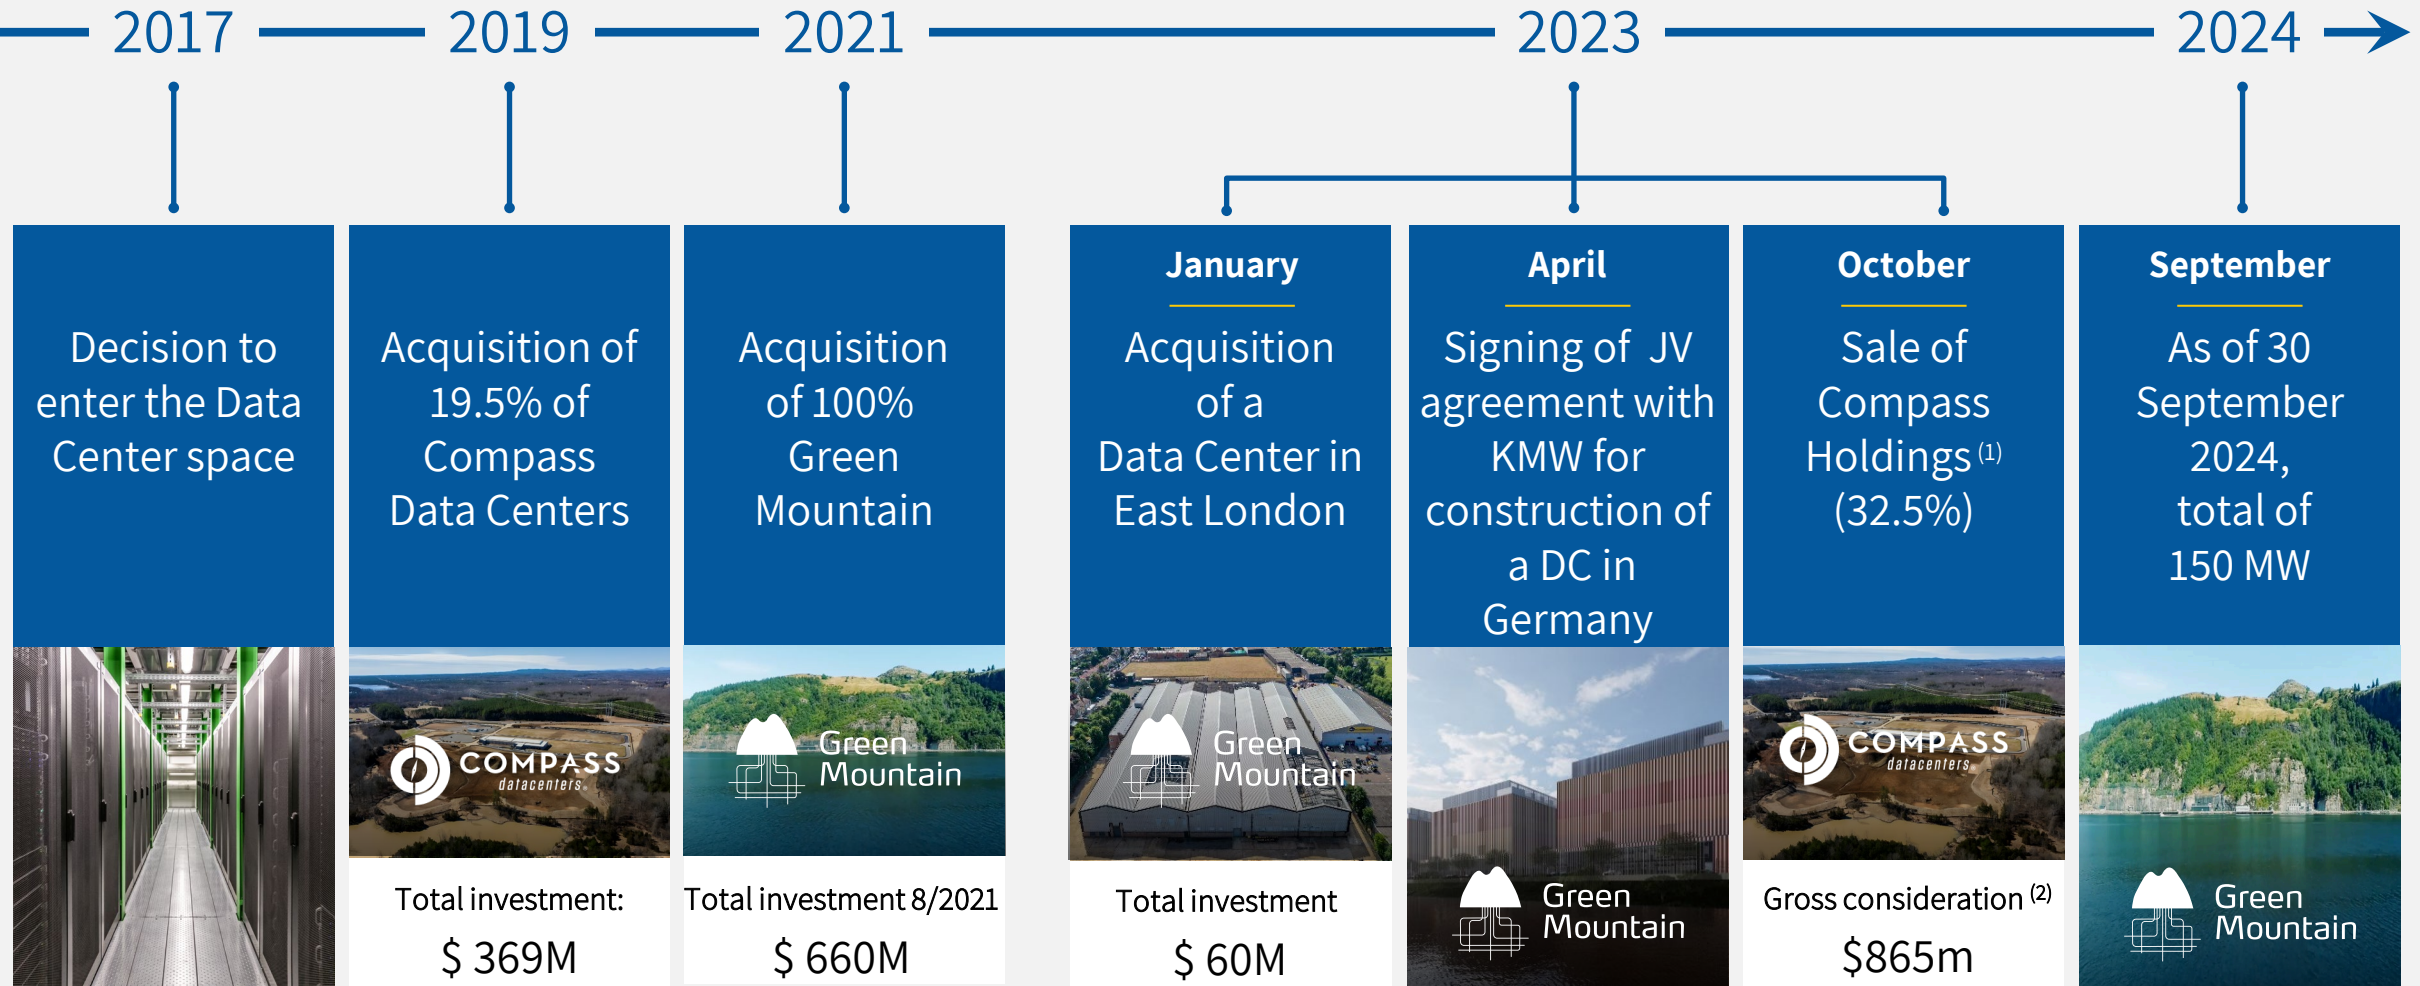 2017
2019
2021
2023
2024
Decision to
enter the Data
Center space
Acquisition of
19.5% of
Compass
Data Centers
COMPASS
datacenters®
Total investment:
$ 369M
Acquisition
of 100%
Green
Mountain
Green
Mountain
Total investment 8/2021
$ 660M
January
Acquisition
of a
Data Center in
East London
Green
Mountain
Total investment
$ 60M
April
Signing of JV
agreement with
KMW for
construction of
a DC in
Germany
Green
Mountain
October
Sale of
Compass
Holdings (1)
(32.5%)
COMPASS
datacenters®
Gross consideration (2)
$865m
September
As of 30
September
2024,
total of
150 MW
Green
Mountain